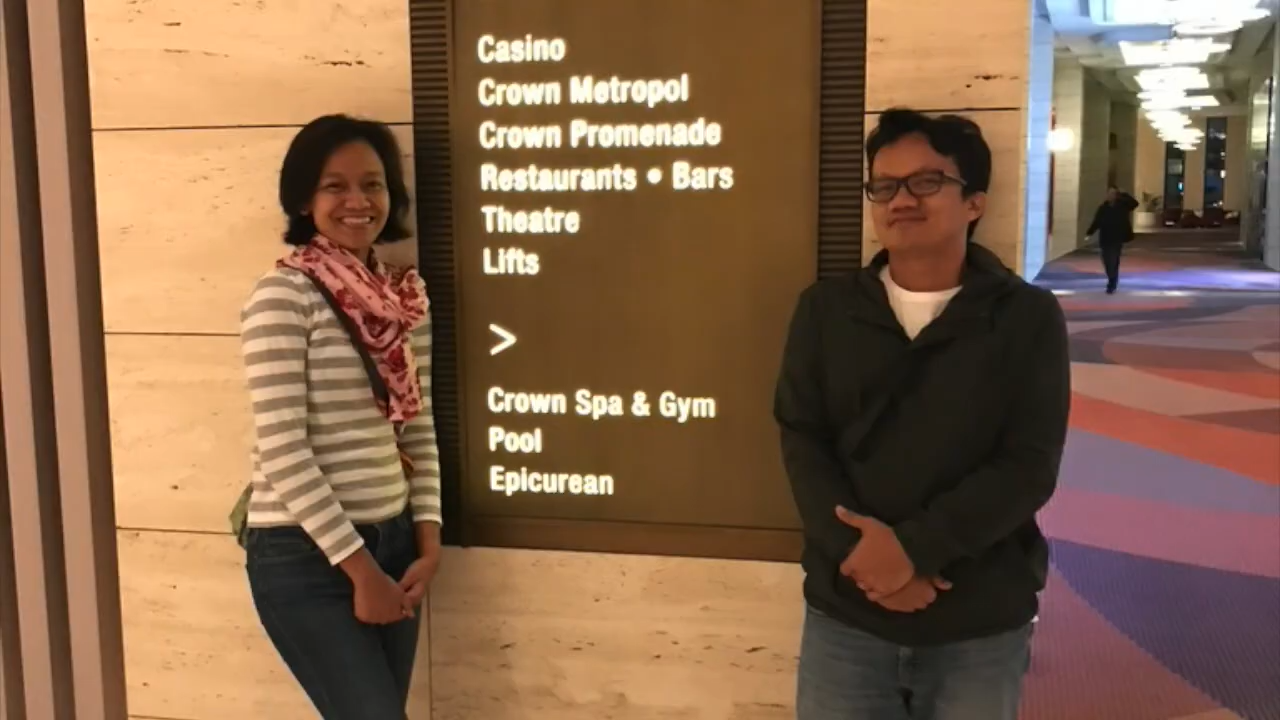 Casino
Crown Metropol
Crown Promenade
Restaurants • Bars
Theatre
Lifts
>
Crown Spa & Gym
Pool
Epicurean